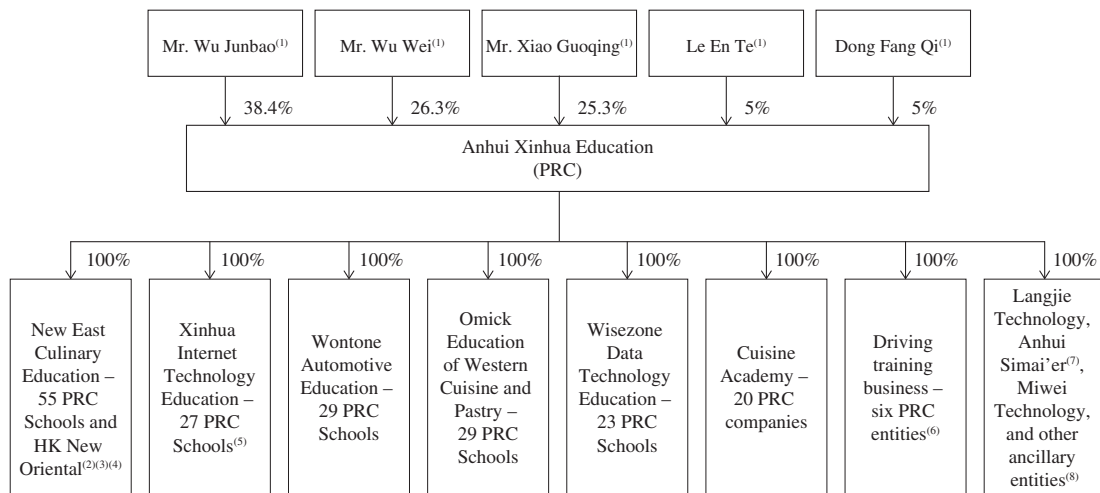 Mr. Wu Junbao(1)
Mr. Wu Wei(1)
Mr. Xiao Guoqing(1)
Le En Te(1)
Dong Fang Qi(1)
38.4%
26.3%
25.3%
5%
5%
Anhui Xinhua Education
(PRC)
100%
100%
100%
100%
100%
100%
100%
100%
New East
Culinary
Education –
55 PRC
Schools and
HK New
Oriental(2)(3)(4)
Xinhua
Internet
Technology
Education -
27 PRC
Schools(5)
Wontone
Automotive
Education –
29 PRC
Schools
Omick
Education
of Western
Cuisine and
Pastry –
29 PRC
Schools
Wisezone
Data
Technology
Education –
23 PRC
Schools
Cuisine
Academy –
20 PRC
companies
Driving
training
business –
six PRC
entities(6)
Langjie
Technology,
Anhui
Simai’er(7),
Miwei
Technology,
and other
ancillary
entities(8)